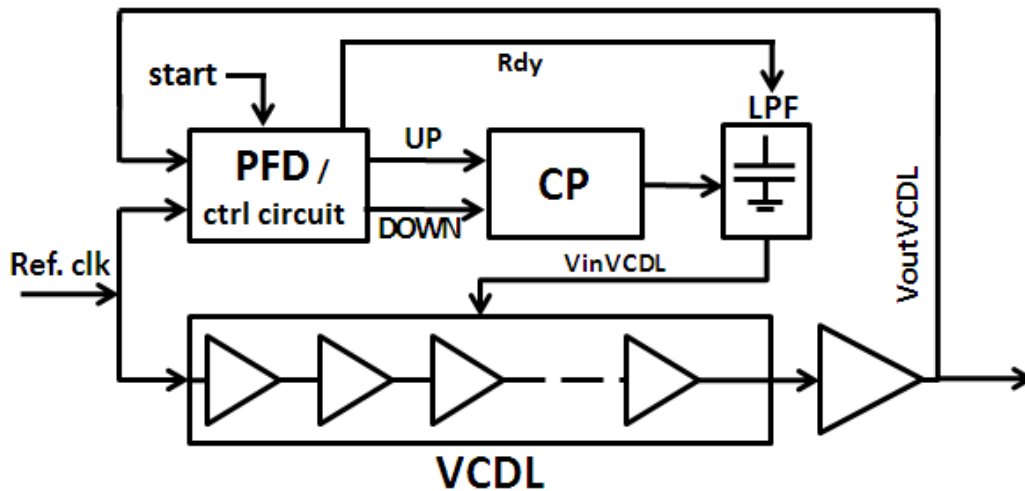 Rdy
start
LPF
PFD /
ctrl circuit
UP
DOWN
CP
Ref. clk
VinVCDL
VoutVCDL
VCDL